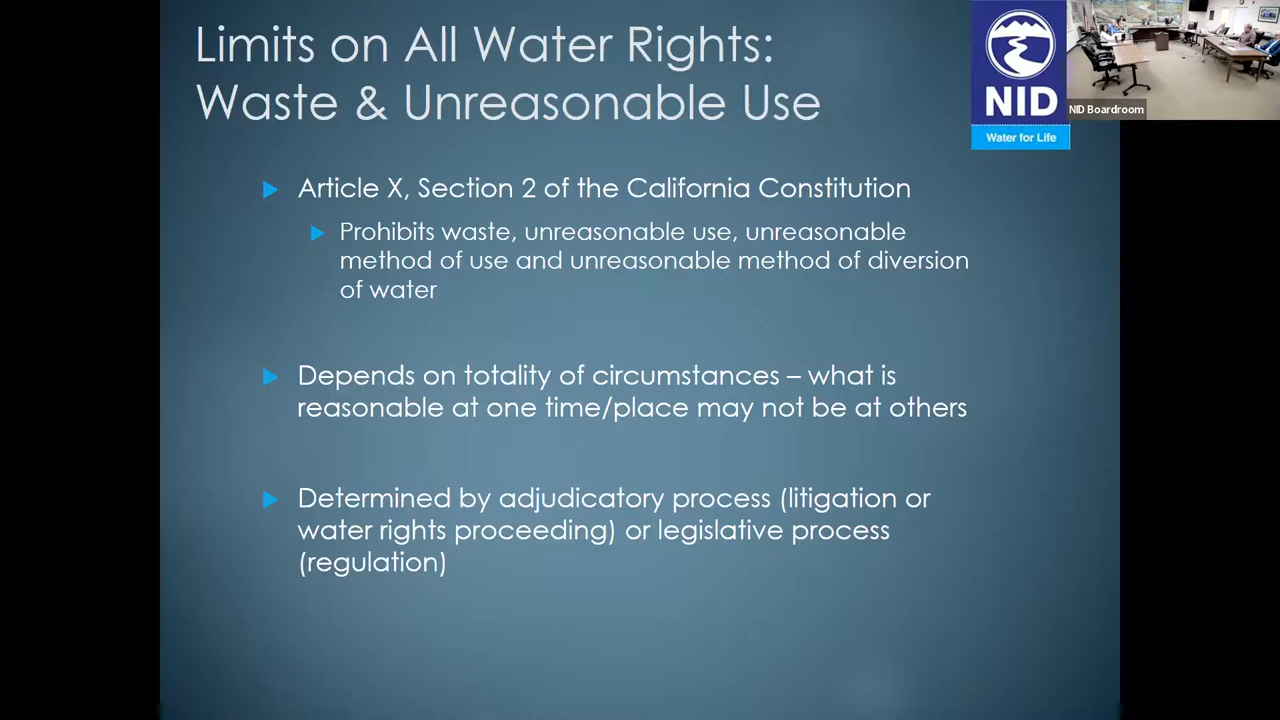 Limits on All Water Rights:
Waste & Unreasonable Use
NID
Water for Life
NID Boardroom
Article X, Section 2 of the California Constitution
Prohibits waste, unreasonable use, unreasonable
method of use and unreasonable method of diversion
of water
Depends on totality of circumstances – what is
reasonable at one time/place may not be at others
Determined by adjudicatory process (litigation or
water rights proceeding) or legislative process
(regulation)